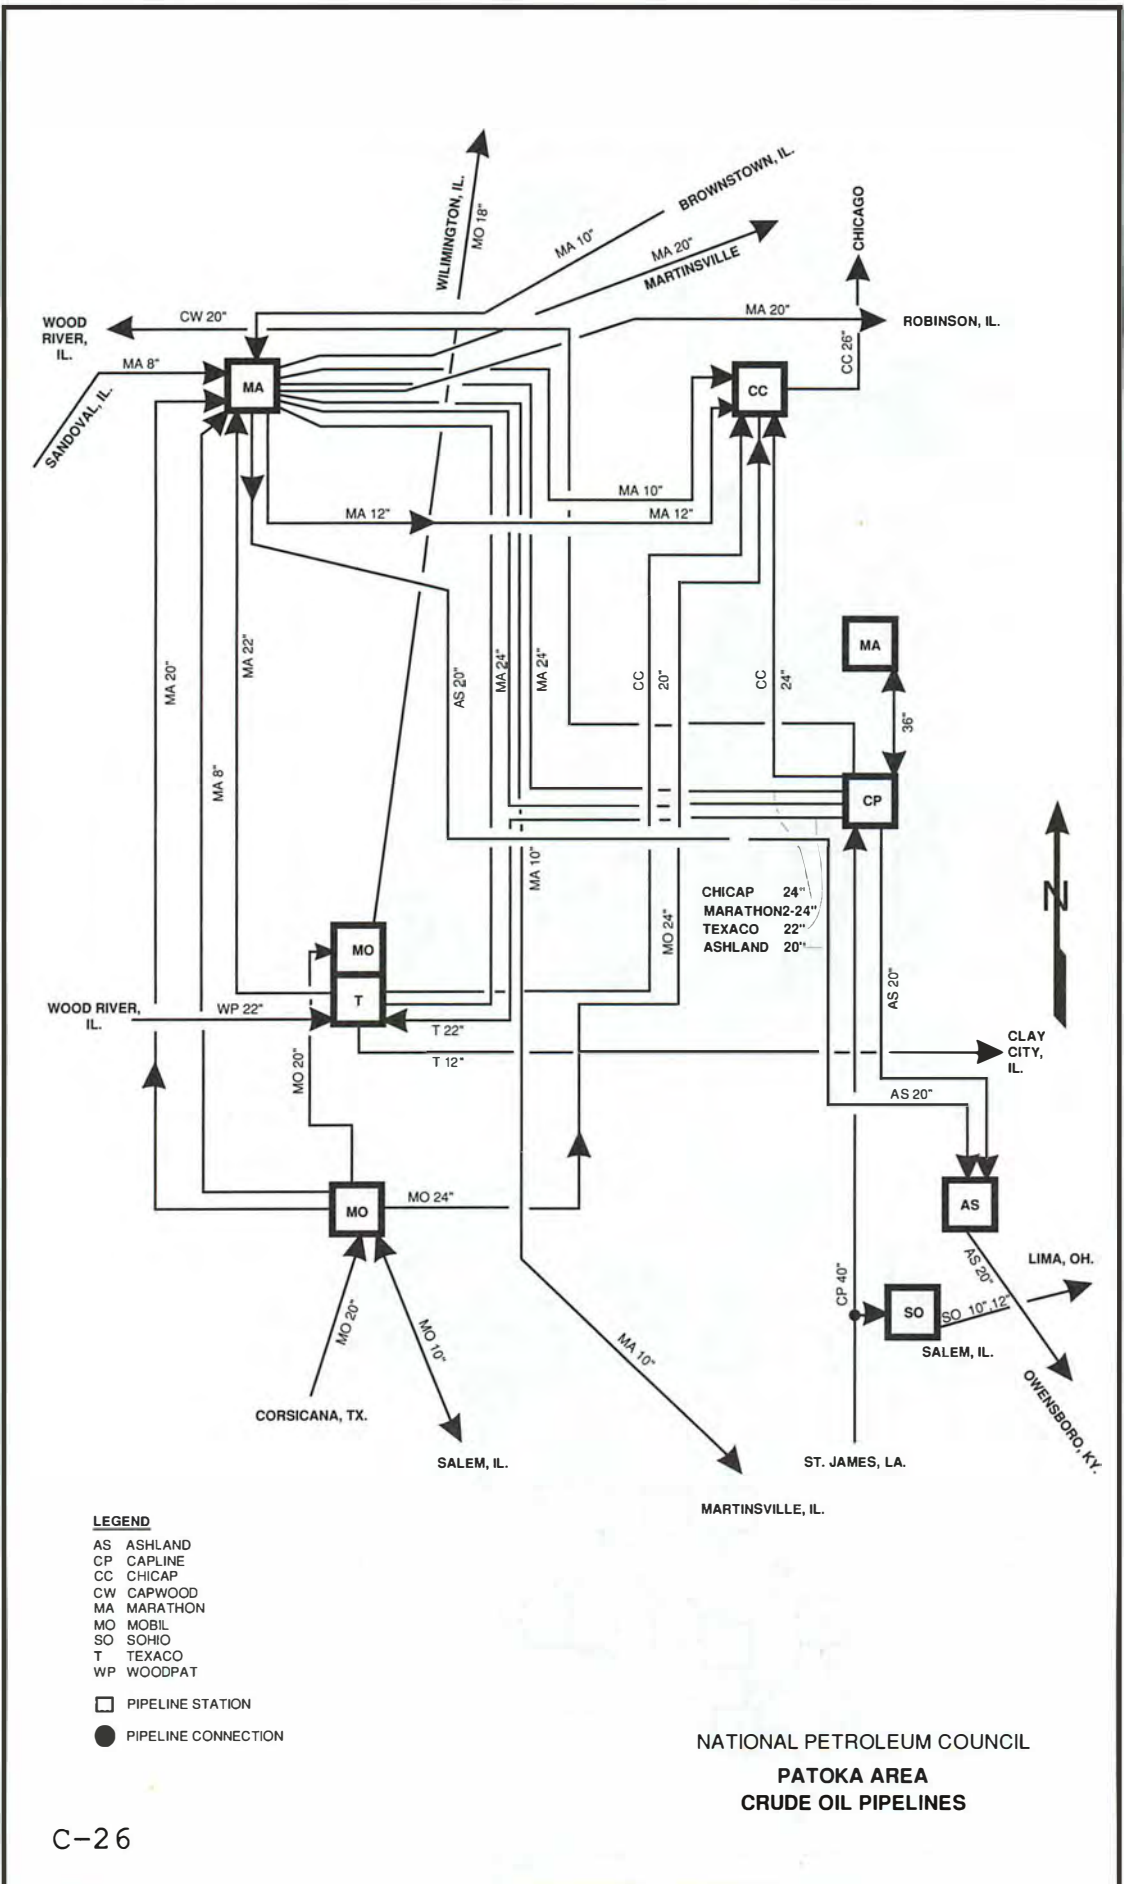 BROWNSTOWN, IL.
WILIMINGTON, IL.
MO 18"
MA 10"
MA 20"
MARTINSVILLE
CHICAGO
WOOD
RIVER,
IL.
CW 20"
MA 20"
ROBINSON, IL.
MA 8"
CC 26"
SANDOVAL, IL.
MA
CC
MA 10"
MA 12"
MA 12"
MA 20"
MA 22"
AS 20"
MA 24"
MA 24"
CC
20"
CC
24"
MA
36"
MA 8"
CP
MA 10"
CHICAP 24"
MARATHON2-24"
TEXACO 22"
ASHLAND 20"
N
MO 24"
MO
T
AS 20"
WOOD RIVER,
IL.
WP 22"
T 22"
T 12"
CLAY
CITY,
IL.
MO 20"
AS 20"
MO 24"
MO
AS
AS 20"
LIMA, OH.
CP 40"
SO
SO 10",12"
SALEM, IL.
MO 20"
MO 10"
MA 10"
OWENSBORO, KY.
CORSICANA, TX.
SALEM, IL.
ST. JAMES, LA.
MARTINSVILLE, IL.
LEGEND
AS ASHLAND
CP CAPLINE
CC CHICAP
CW CAPWOOD
MA MARATHON
MO MOBIL
SO SOHIO
T TEXACO
WP WOODPAT
PIPELINE STATION
PIPELINE CONNECTION
NATIONAL PETROLEUM COUNCIL
PATOKA AREA
CRUDE OIL PIPELINES
C-26